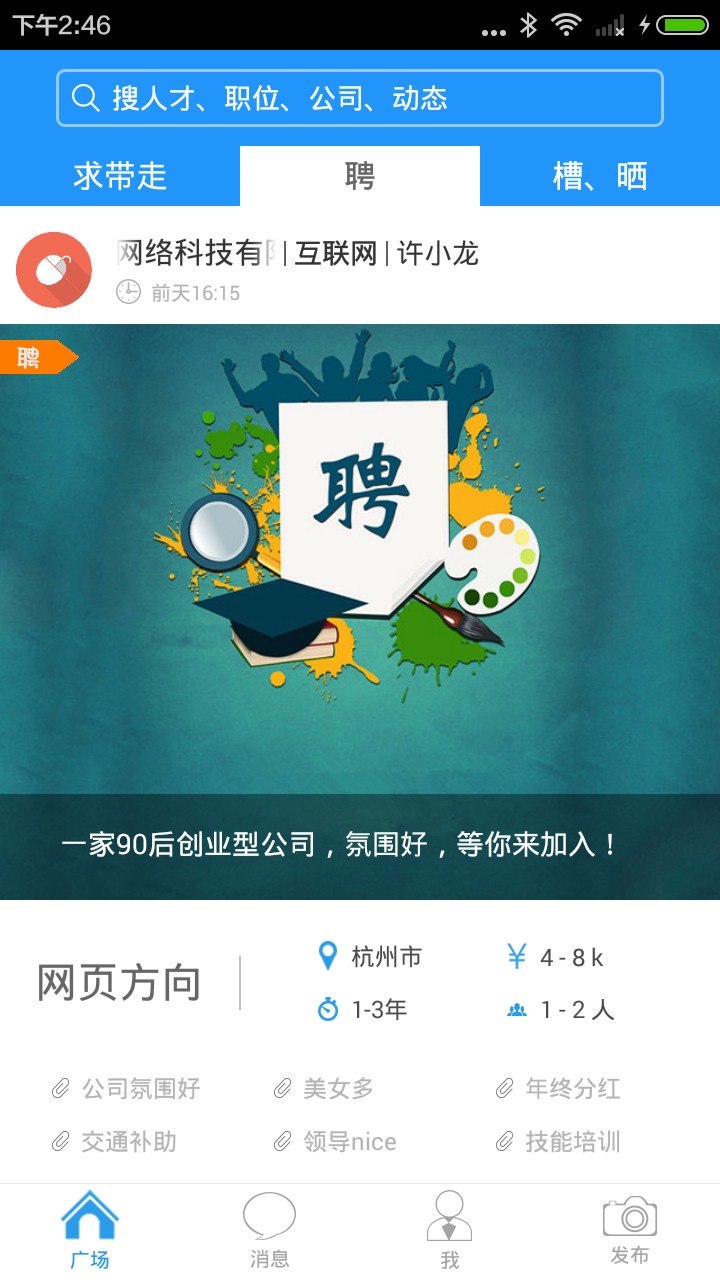 下午2:46
搜人才、职位、公司、动态
求带走
聘
槽、晒
网络科技有 | 互联网 | 许小龙
前天16:15
聘
聘
一家90后创业型公司，氛围好，等你来加入！
网页方向
杭州市
¥ 4 - 8 k
1-3年
1 - 2 人
公司氛围好
美女多
年终分红
交通补助
领导nice
技能培训
广场
消息
我
发布